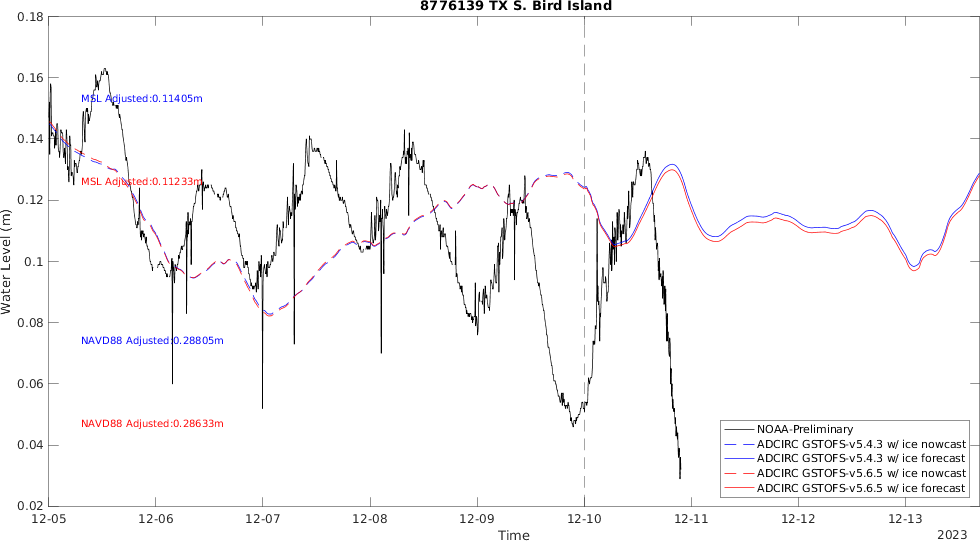 8776139 TX S. Bird Island
0.18
0.16
0.14
0.12
0.1
0.08
0.06
0.04
0.02
Water Level (m)
MSL Adjusted:0.11405m
MSL Adjusted:0.11233m
NAVD88 Adjusted:0.28805m
NAVD88 Adjusted:0.28633m
NOAA-Preliminary
ADCIRC GSTOFS-v5.4.3 w/ ice nowcast
ADCIRC GSTOFS-v5.4.3 w/ ice forecast
ADCIRC GSTOFS-v5.6.5 w/ ice nowcast
ADCIRC GSTOFS-v5.6.5 w/ ice forecast
12-05 12-06 12-07 12-08 12-09 12-10 12-11 12-12 12-13
Time
2023